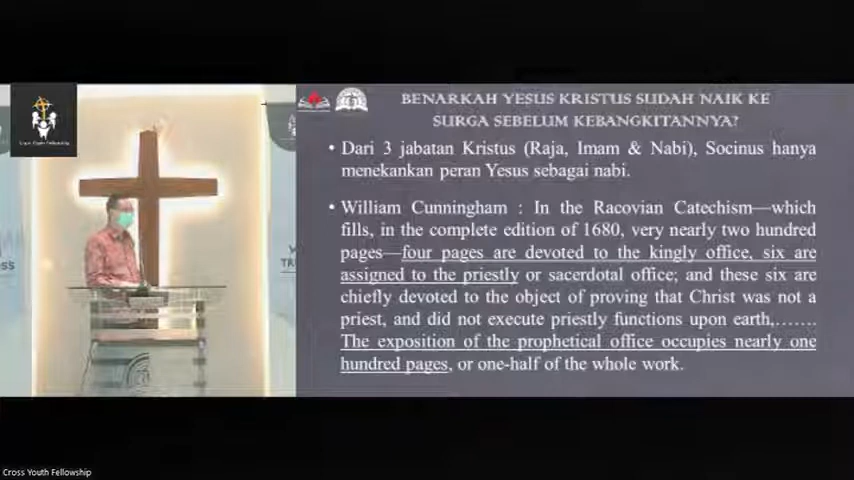 Cross Youth Fellowship
BENARKAH YESUS KRISTUS SUDAH NAIK KE
SURGA SEBELUM KEBANGKITANNYA?
• Dari 3 jabatan Kristus (Raja, Imam & Nabi), Socinus hanya
menekankan peran Yesus sebagai nabi.
• William Cunningham : In the Racovian Catechism—which
fills, in the complete edition of 1680, very nearly two hundred
pages—four pages are devoted to the kingly office, six are
assigned to the priestly or sacerdotal office; and these six are
chiefly devoted to the object of proving that Christ was not a
priest, and did not execute priestly functions upon earth,.......
The exposition of the prophetical office occupies nearly one
hundred pages, or one-half of the whole work.
Cross Youth Fellowship